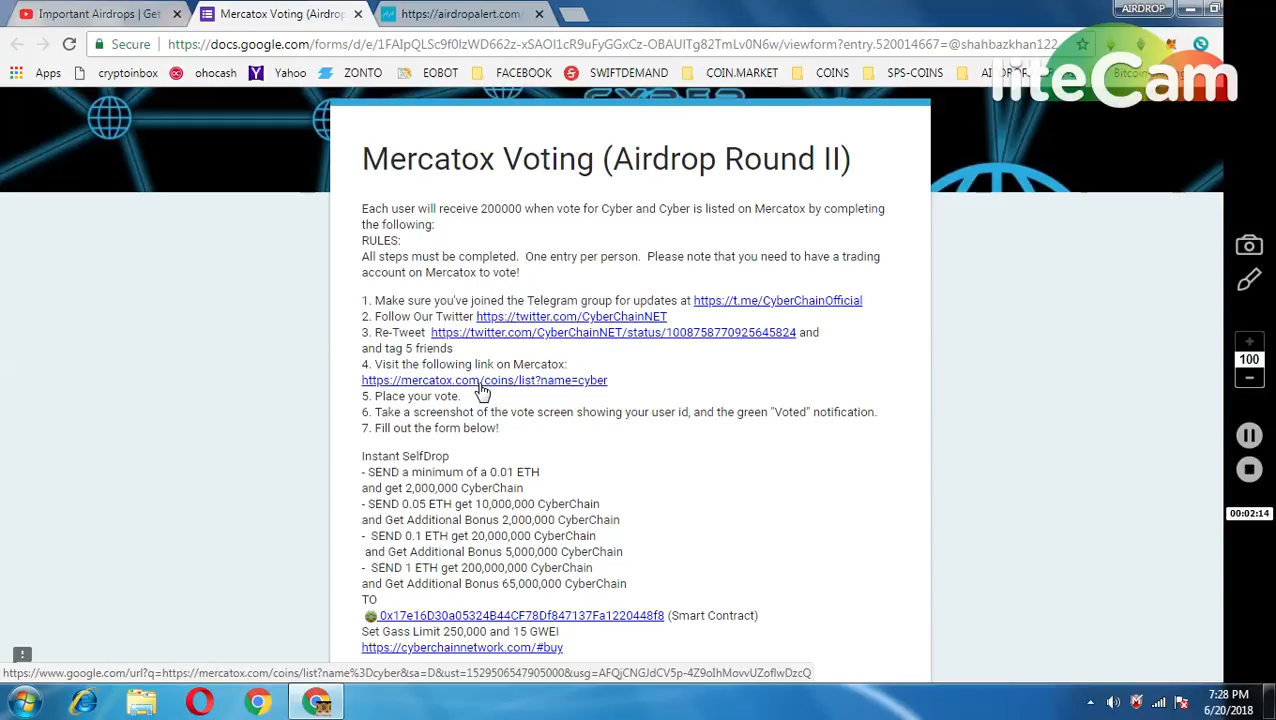 Important Airdrop | Get
Mercatox Voting (Airdrop
https://airdropalert.com
AIRDROP
Secure
https://docs.google.com/forms/d/e/1FAIpQLSc9f0lzWD662z-xSAOl1cR9uFyGGxCz-OBAUlTg82TmLv0N6w/viewform?entry.520014667=@shahbazkhan122
Apps
cryptoinbox
ohocash
Yahoo
ZONTO
EOBOT
FACEBOOK
SWIFTDEMAND
COIN.MARKET
COINS
SPS-COINS
liteCam
Mercatox Voting (Airdrop Round II)
Each user will receive 200000 when vote for Cyber and Cyber is listed on Mercatox by completing
the following:
RULES:
All steps must be completed. One entry per person. Please note that you need to have a trading
account on Mercatox to vote!
1. Make sure you've joined the Telegram group for updates at https://t.me/CyberChainOfficial
2. Follow Our Twitter https://twitter.com/CyberChainNET
3. Re-Tweet https://twitter.com/CyberChainNET/status/1008758770925645824 and
and tag 5 friends
4. Visit the following link on Mercatox:
https://mercatox.com/coins/list?name=cyber
5. Place your vote.
6. Take a screenshot of the vote screen showing your user id, and the green "Voted" notification.
7. Fill out the form below!
Instant SelfDrop
- SEND a minimum of a 0.01 ETH
and get 2,000,000 CyberChain
- SEND 0.05 ETH get 10,000,000 CyberChain
and Get Additional Bonus 2,000,000 CyberChain
- SEND 0.1 ETH get 20,000,000 CyberChain
and Get Additional Bonus 5,000,000 CyberChain
- SEND 1 ETH get 200,000,000 CyberChain
and Get Additional Bonus 65,000,000 CyberChain
TO
0x17e16D30a05324B44CF78Df847137Fa1220448f8 (Smart Contract)
Set Gass Limit 250,000 and 15 GWEI
https://cyberchainnetwork.com/#buy
https://www.google.com/url?q=https://mercatox.com/coins/list?name%3Dcyber&sa=D&ust=1529506547905000&usg=AFQjCNGJdCV5p-4Z9oIhMovvUZoflwDzcQ
100
00:02:14
7:28 PM
6/20/2018